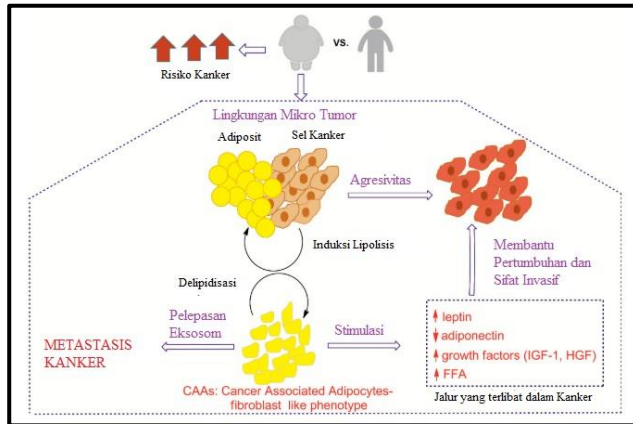 vs.
Risiko Kanker
Lingkungan Mikro Tumor
Adiposit
Sel Kanker
Agresivitas
Induksi Lipolisis
Membantu
Pertumbuhan dan
Sifat Invasif
Delipidisasi
Pelepasan
Eksosom
Stimulasi
METASTASIS
KANKER
leptin
adiponectin
growth factors (IGF-1, HGF)
FFA
CAAs: Cancer Associated Adipocytes-
fibroblast like phenotype
Jalur yang terlibat dalam Kanker